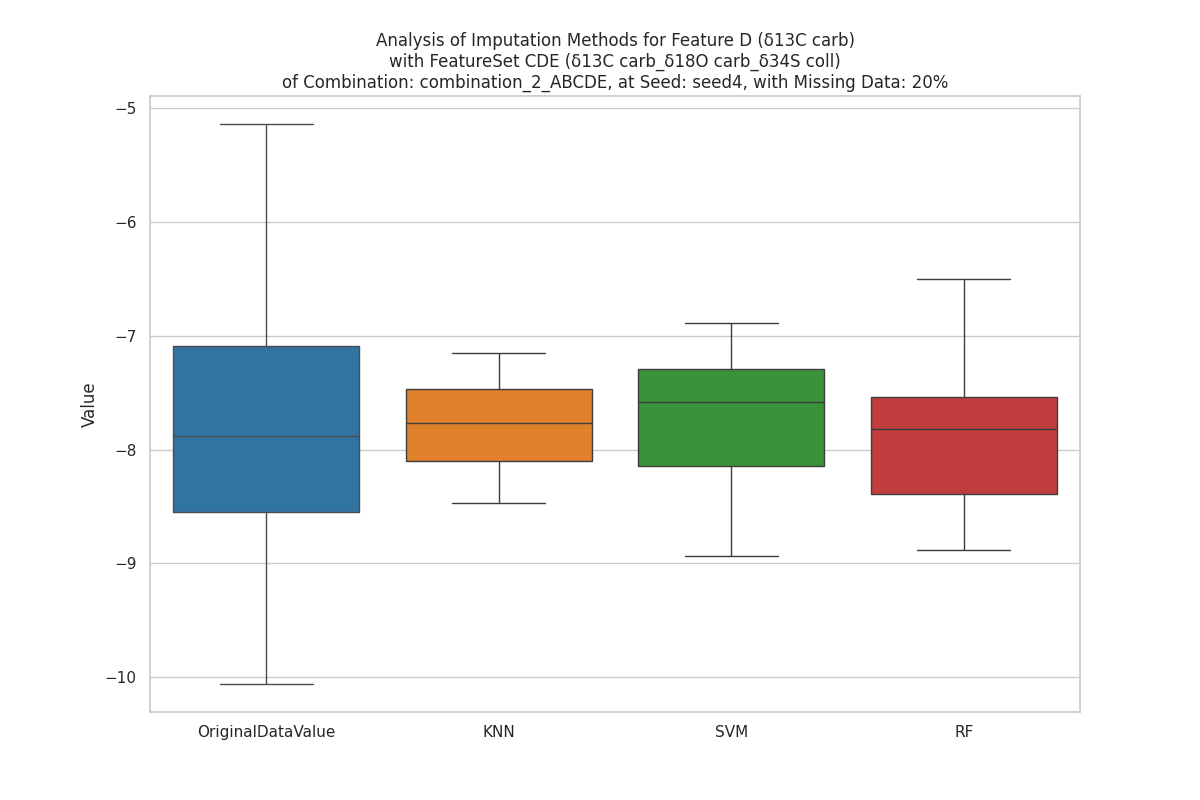 Analysis of Imputation Methods for Feature D (δ13C carb)
with FeatureSet CDE (δ13C carb_δ18O carb_δ34S coll)
of Combination: combination_2_ABCDE, at Seed: seed4, with Missing Data: 20%
−5
−6
−7
−8
−9
−10
Value
OriginalDataValue
KNN
SVM
RF